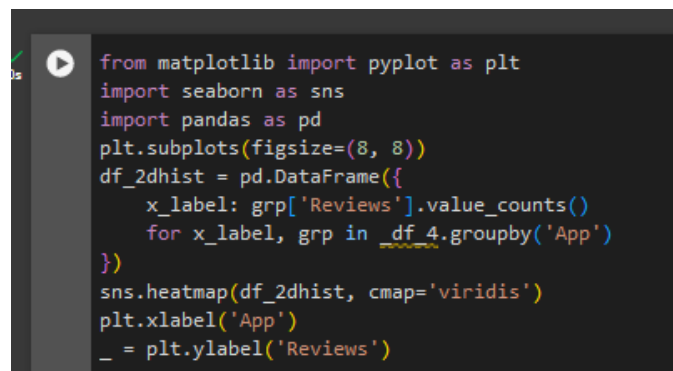 from matplotlib import pyplot as plt
0s
import seaborn as sns
import pandas as pd
plt.subplots(figsize=(8, 8))
df_2dhist = pd.DataFrame({
    x_label: grp['Reviews'].value_counts()
    for x_label, grp in _df_4.groupby('App')
})
sns.heatmap(df_2dhist, cmap='viridis')
plt.xlabel('App')
_ = plt.ylabel('Reviews')